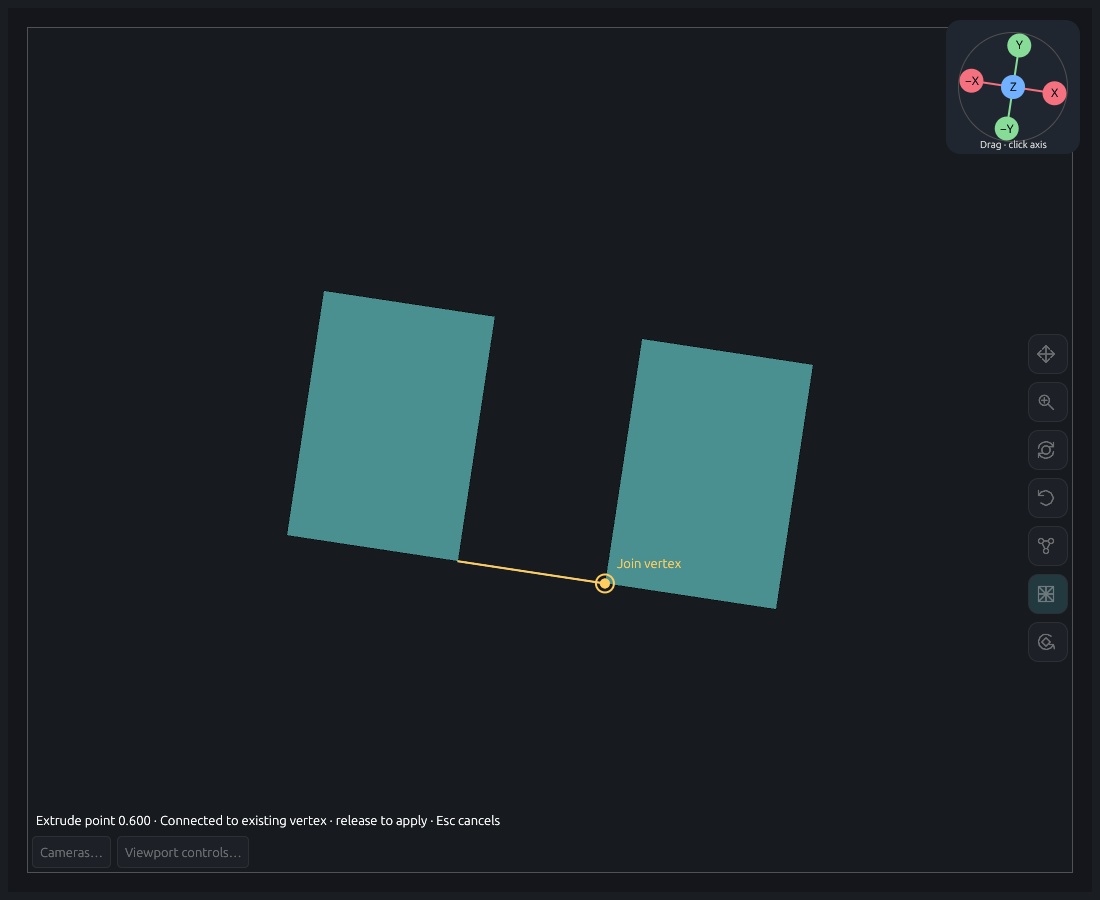 Y
–X
Z
X
–Y
Drag · click axis
Join vertex
Extrude point 0.600 · Connected to existing vertex · release to apply · Esc cancels
Cameras…
Viewport controls…